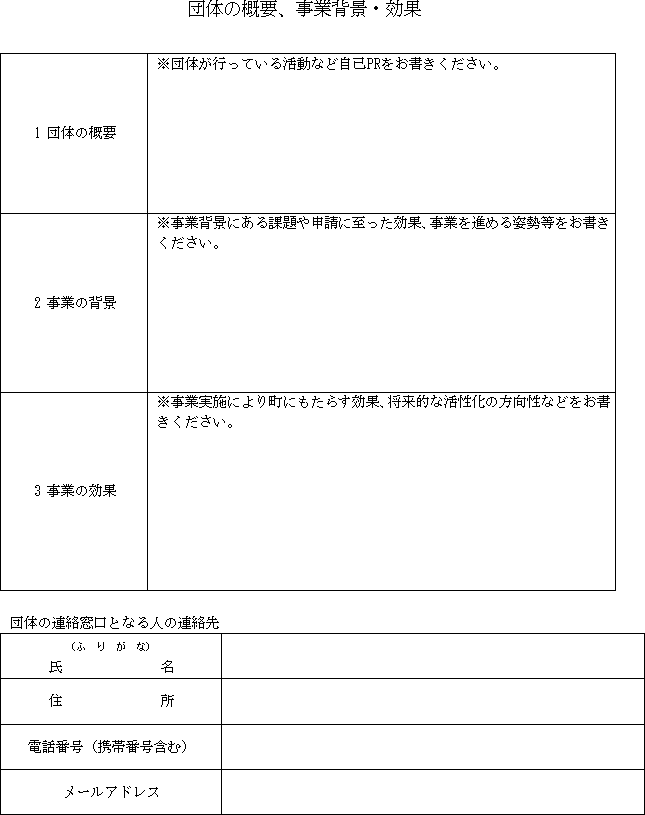 団体の概要、事業背景・効果
※団体が行っている活動など自己PRをお書きください。
1 団体の概要
※事業背景にある課題や申請に至った効果、事業を進める姿勢等をお書き
ください。
2 事業の背景
※事業実施により町にもたらす効果、将来的な活性化の方向性などをお書
きください。
3 事業の効果
団体の連絡窓口となる人の連絡先
(ふ り が な)
氏 名
住 所
電話番号（携帯番号含む）
メールアドレス